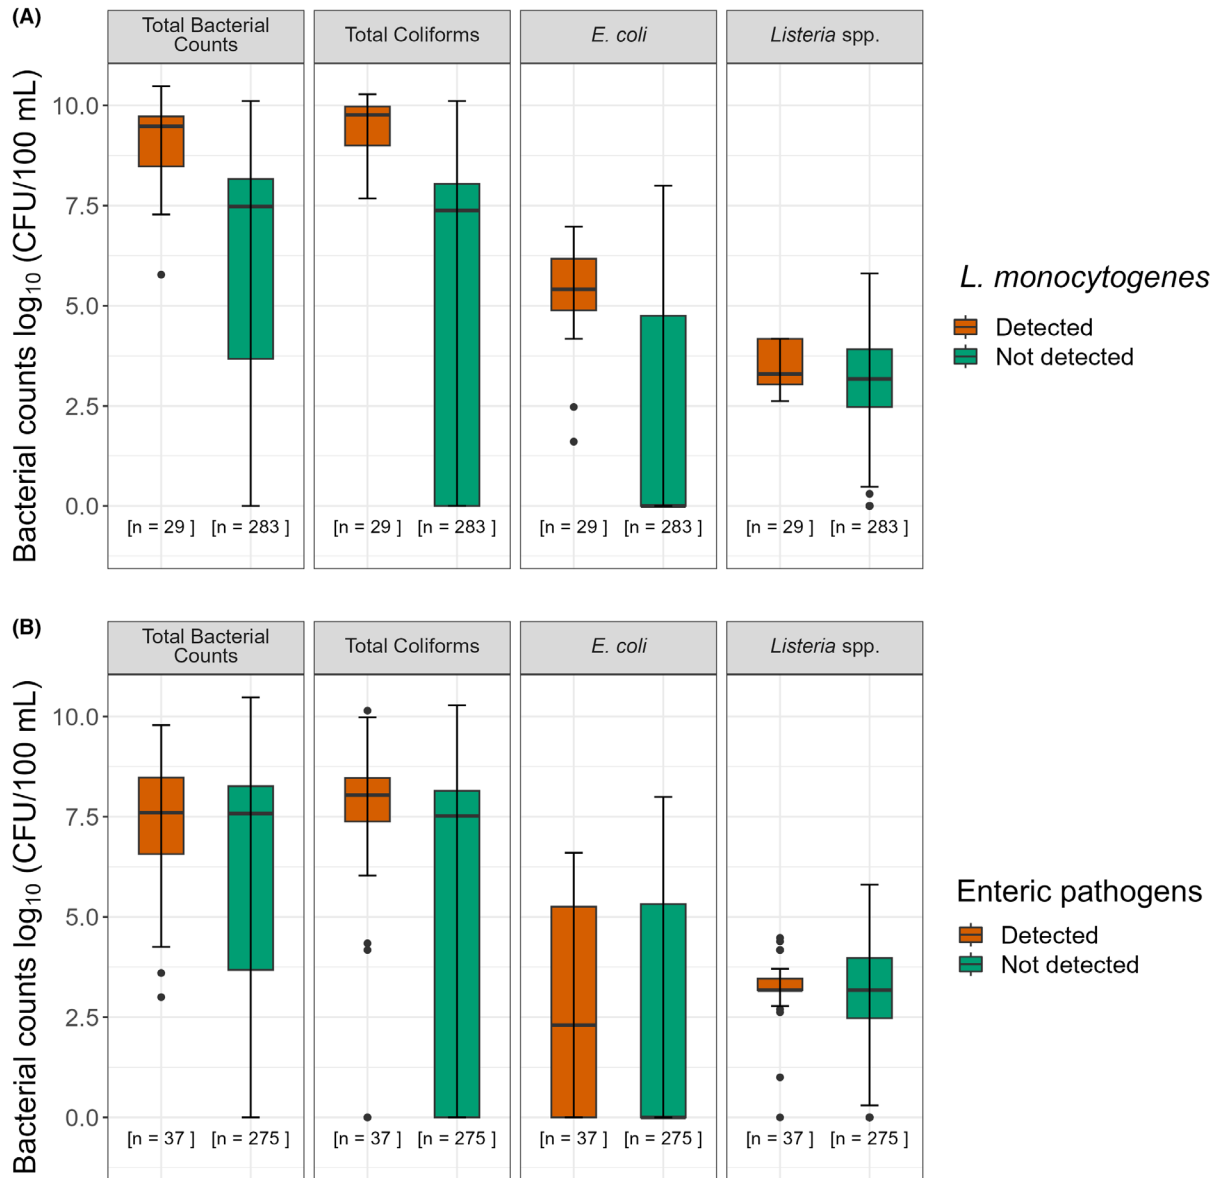 (A)
Total Bacterial
Counts
Total Coliforms
E. coli
Listeria spp.
Bacterial counts log₁₀ (CFU/100 mL)
10.0
7.5
5.0
2.5
0.0
[n = 29 ]
[n = 283 ]
[n = 29 ]
[n = 283 ]
[n = 29 ]
[n = 283 ]
[n = 29 ]
[n = 283 ]
L. monocytogenes
Detected
Not detected
(B)
Total Bacterial
Counts
Total Coliforms
E. coli
Listeria spp.
Bacterial counts log₁₀ (CFU/100 mL)
10.0
7.5
5.0
2.5
0.0
[n = 37 ]
[n = 275 ]
[n = 37 ]
[n = 275 ]
[n = 37 ]
[n = 275 ]
[n = 37 ]
[n = 275 ]
Enteric pathogens
Detected
Not detected